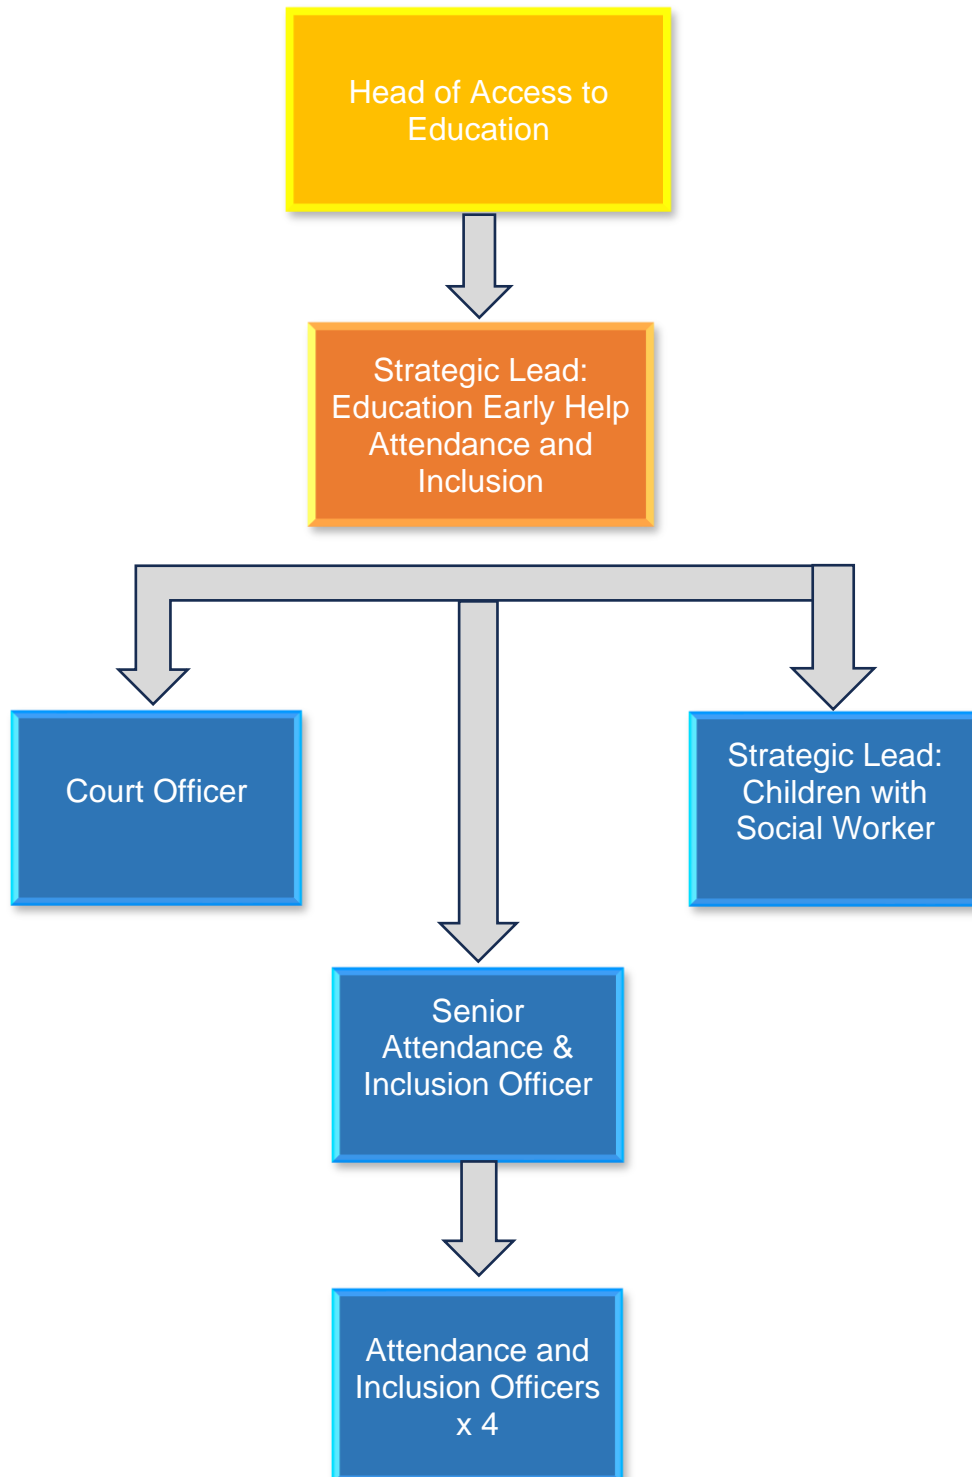 Head of Access to
Education
Strategic Lead:
Education Early Help
Attendance and
Inclusion
Court Officer
Strategic Lead:
Children with
Social Worker
Senior
Attendance &
Inclusion Officer
Attendance and
Inclusion Officers
x 4